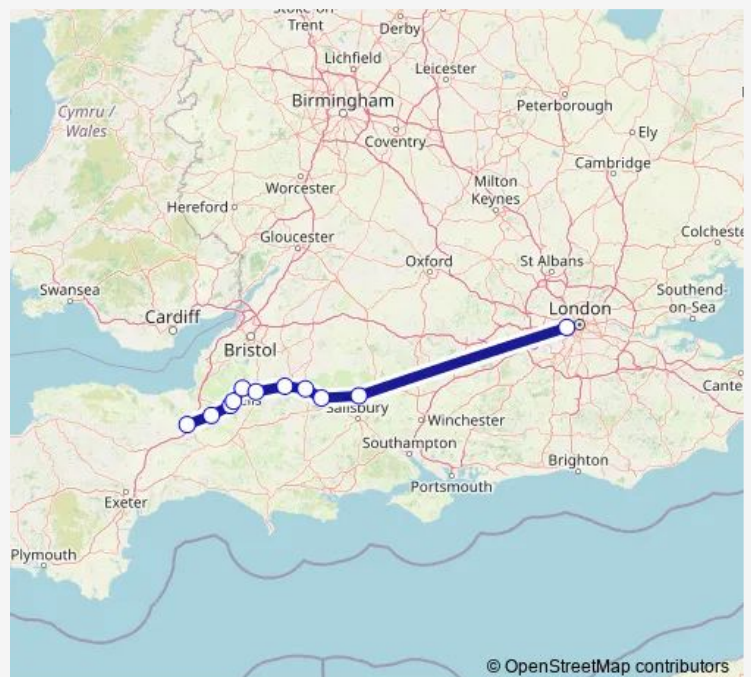 Trent
Derby
Lichfield
Leicester
Birmingham
Peterborough
Cymru /
Wales
Ely
Coventry
Cambridge
Worcester
Milton
Keynes
Hereford
Gloucester
Colcheste
Oxford
St Albans
Swansea
Southend-
on-Sea
London
Cardiff
Bristol
Cante
Salisbury
Winchester
Southampton
Brighton
Portsmouth
Exeter
Plymouth
© OpenStreetMap contributors